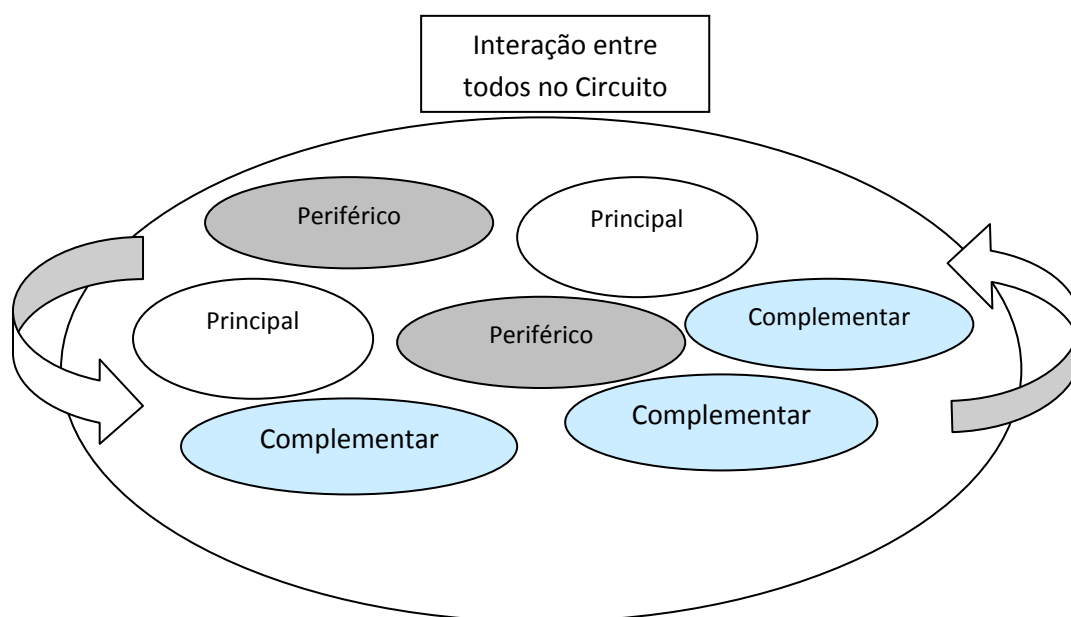 Interação entre
todos no Circuito
Periférico
Principal
Principal
Periférico
Complementar
Complementar
Complementar